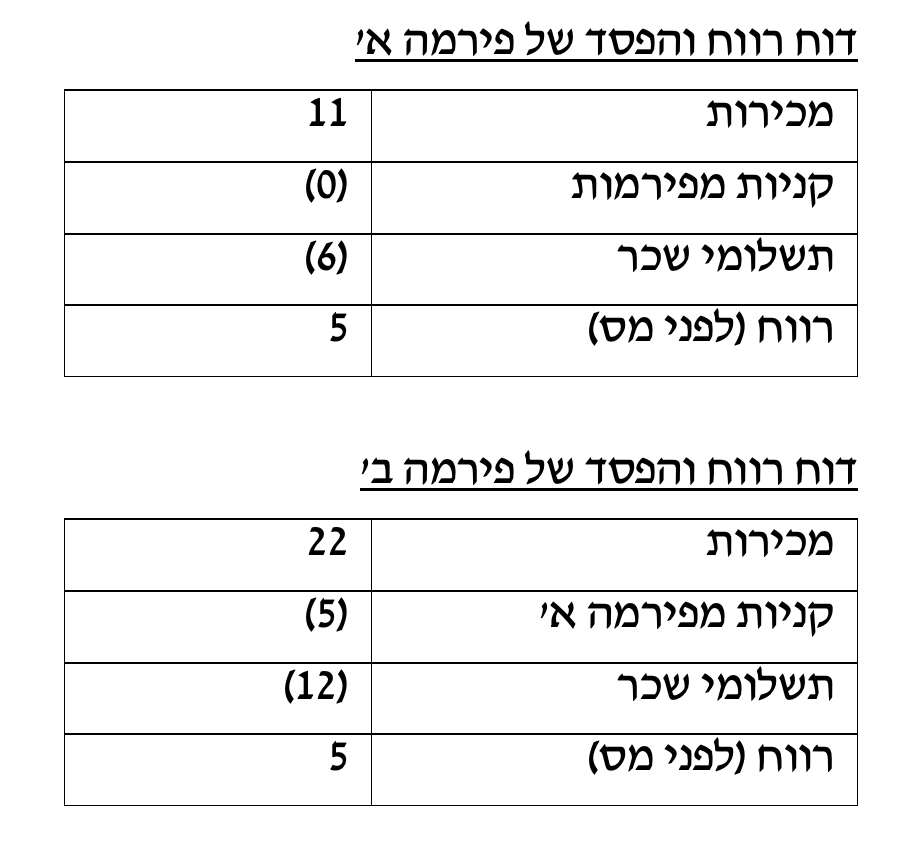 דוח רווח והפסד של פירמה א'
מכירות 11
קניות מפירמות (0)
תשלומי שכר (6)
רווח (לפני מס) 5
דוח רווח והפסד של פירמה ב'
מכירות 22
קניות מפירמה א' (5)
תשלומי שכר (12)
רווח (לפני מס) 5